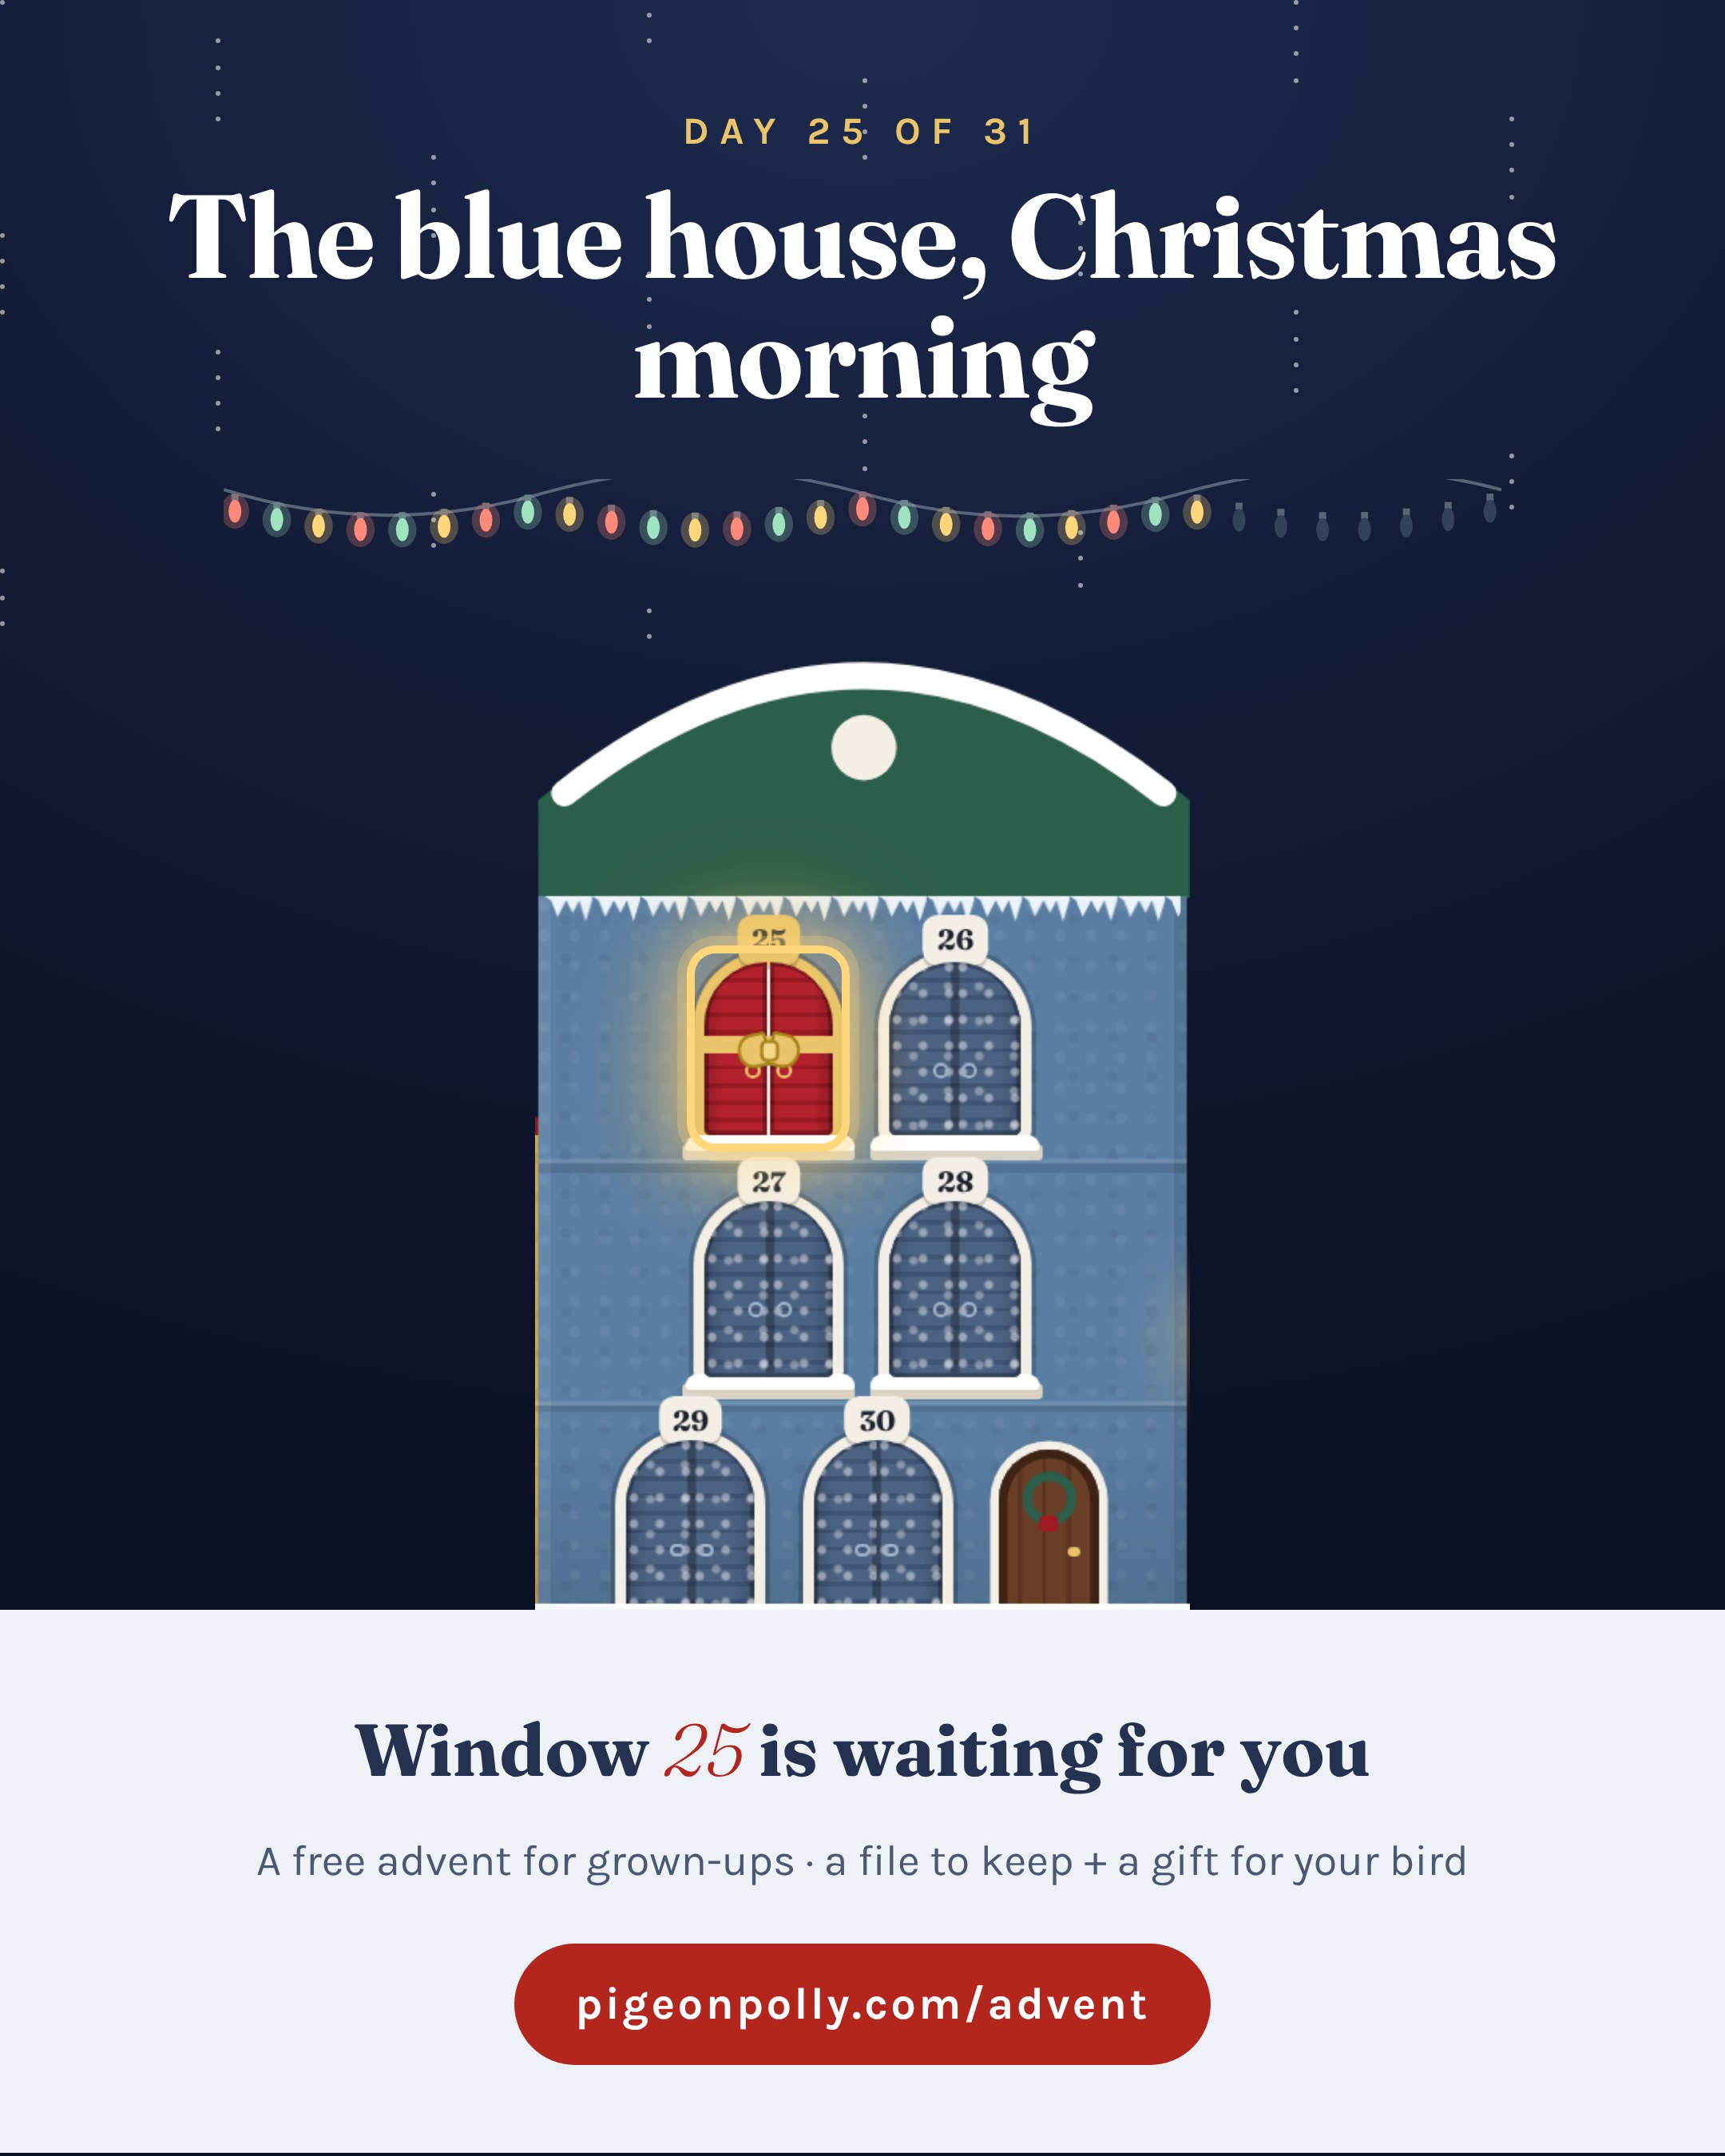 DAY 25 OF 31
The blue house, Christmas
morning
25
26
27
28
29
30
Window 25 is waiting for you
A free advent for grown-ups · a file to keep + a gift for your bird
pigeonpolly.com/advent